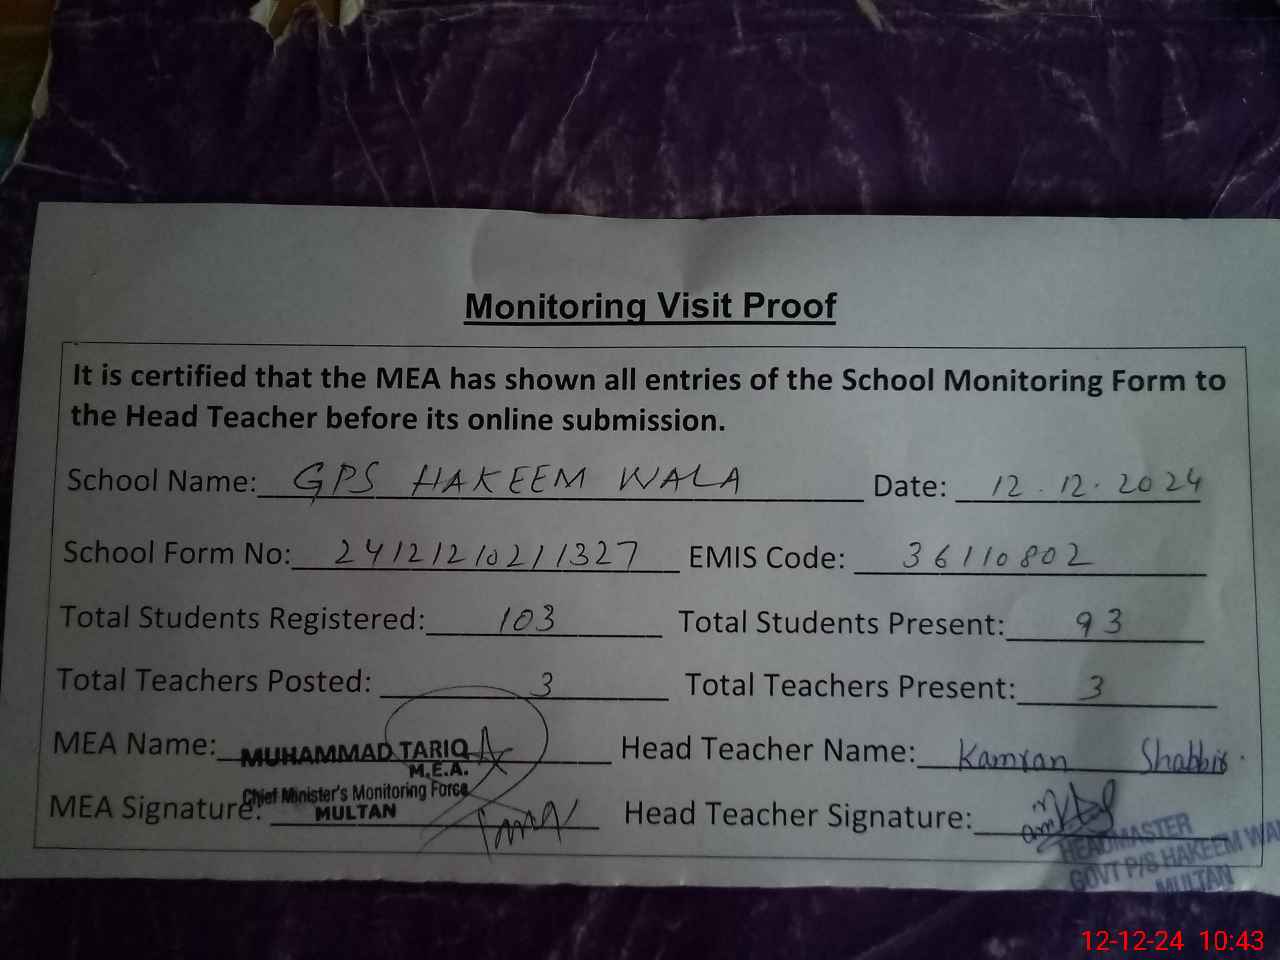 Monitoring Visit Proof
It is certified that the MEA has shown all entries of the School Monitoring Form to
the Head Teacher before its online submission.
School Name: GPS HAKEEM WALA Date: 12.12.2024
School Form No: 24121210211327 EMIS Code: 36110802
Total Students Registered: 103 Total Students Present: 93
Total Teachers Posted: 3 Total Teachers Present: 3
MEA Name: MUHAMMAD TARIQ Head Teacher Name: Kamran Shabbir
M.E.A.
Chief Minister's Monitoring Force
MEA Signature: MULTAN Head Teacher Signature:
HEADMASTER
GOVT P/S HAKEEM
MULTAN
12-12-24 10:43